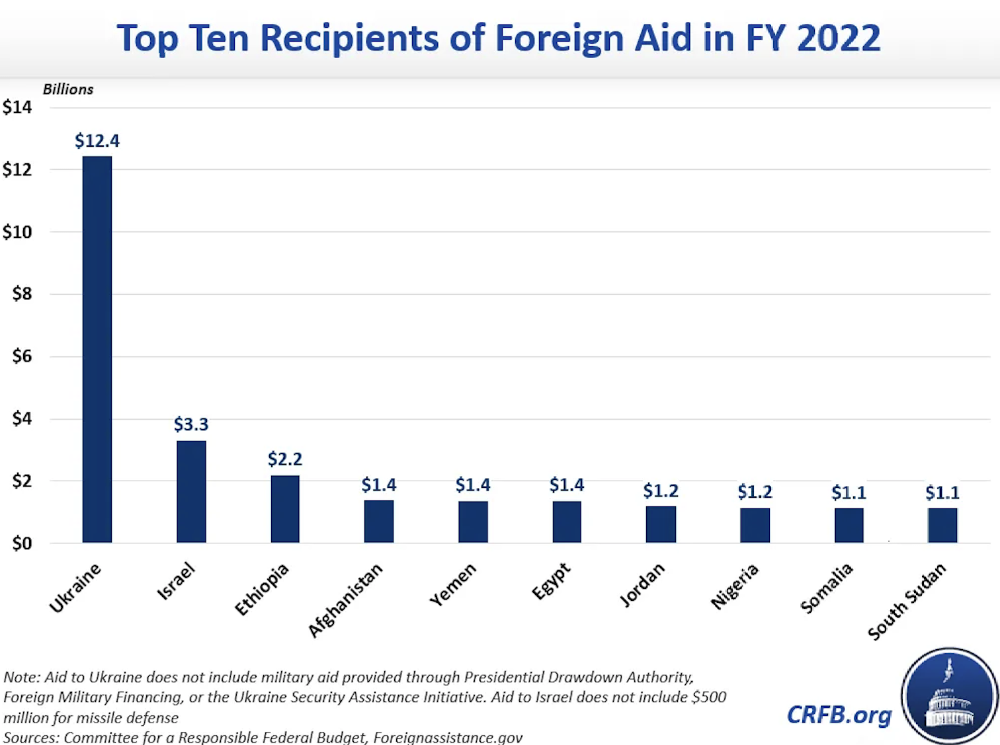 Top Ten Recipients of Foreign Aid in FY 2022
Billions
$14
$12
$10
$8
$6
$4
$2
$0
$12.4
$3.3
$2.2
$1.4
$1.4
$1.4
$1.2
$1.2
$1.1
$1.1
Ukraine
Israel
Ethiopia
Afghanistan
Yemen
Egypt
Jordan
Nigeria
Somalia
South Sudan
Note: Aid to Ukraine does not include military aid provided through Presidential Drawdown Authority,
Foreign Military Financing, or the Ukraine Security Assistance Initiative. Aid to Israel does not include $500
million for missile defense
Sources: Committee for a Responsible Federal Budget, Foreignassistance.gov
CRFB.org